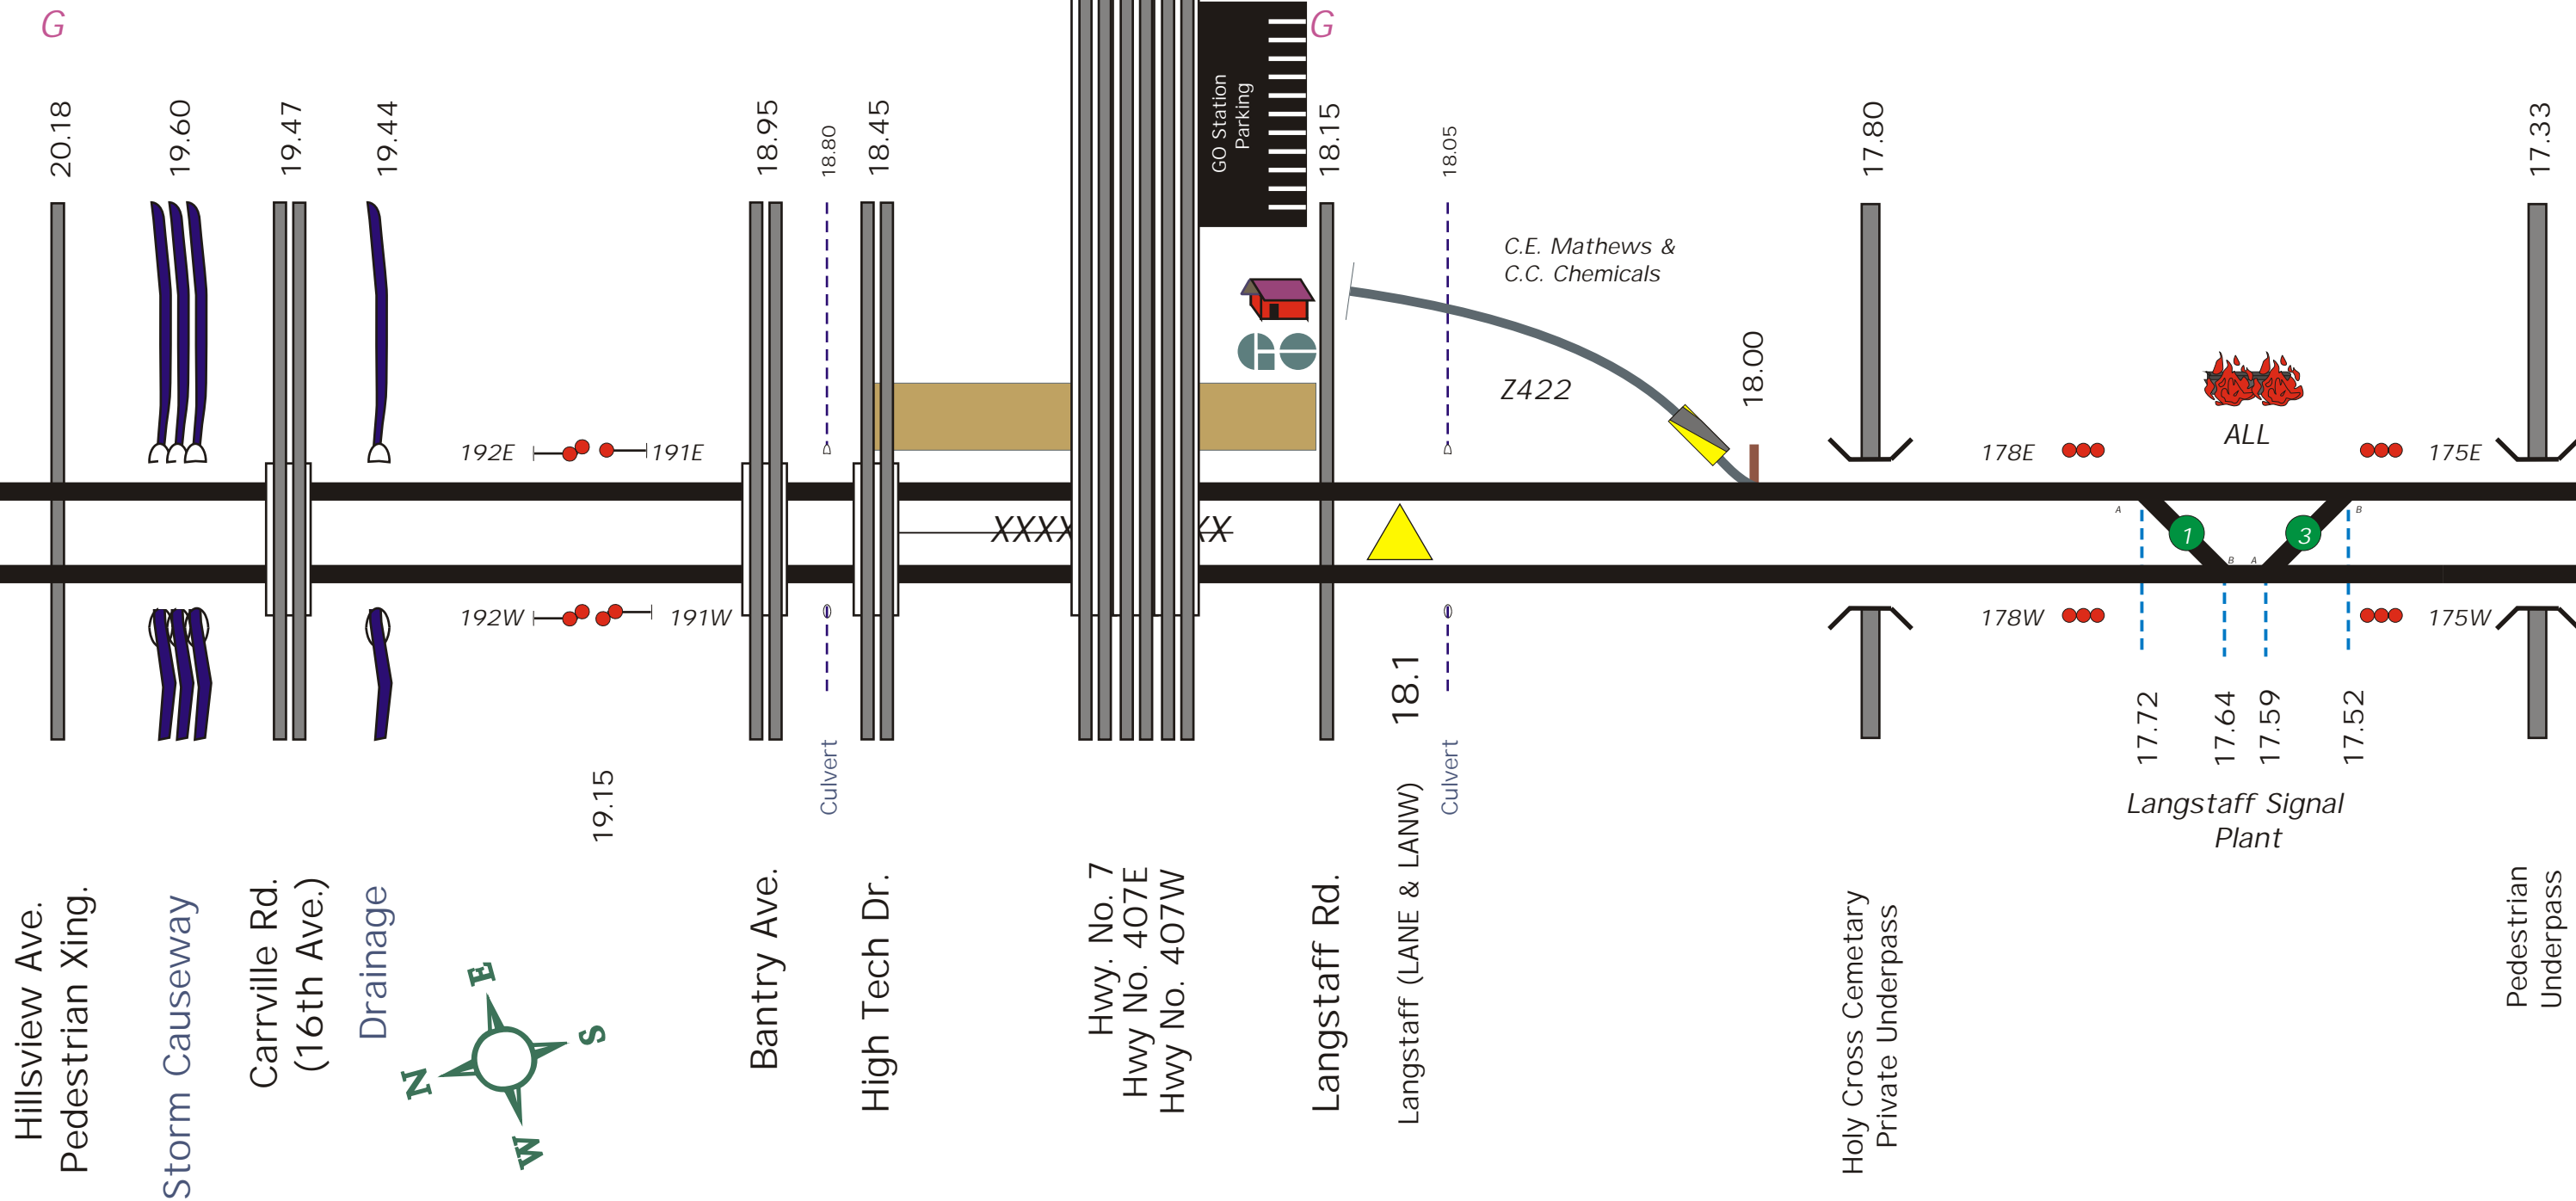 G
G
20.18
19.60
19.47
19.44
18.95
18.80
18.45
GO Station
Parking
18.15
18.05
17.80
17.33
C.E. Mathews &
C.C. Chemicals
GO
18.00
Z422
ALL
192E
191E
178E
175E
XXXX
XX
A
B
1
3
B
A
192W
191W
178W
175W
18.1
17.72
17.64
17.59
17.52
19.15
Culvert
Culvert
Langstaff Signal
Plant
Hillsview Ave.
Pedestrian Xing.
Storm Causeway
Carrville Rd.
(16th Ave.)
Drainage
E
S
N
W
Bantry Ave.
High Tech Dr.
Hwy. No. 7
Hwy No. 407E
Hwy No. 407W
Langstaff Rd.
Langstaff (LANE & LANW)
Holy Cross Cemetary
Private Underpass
Pedestrian
Underpass